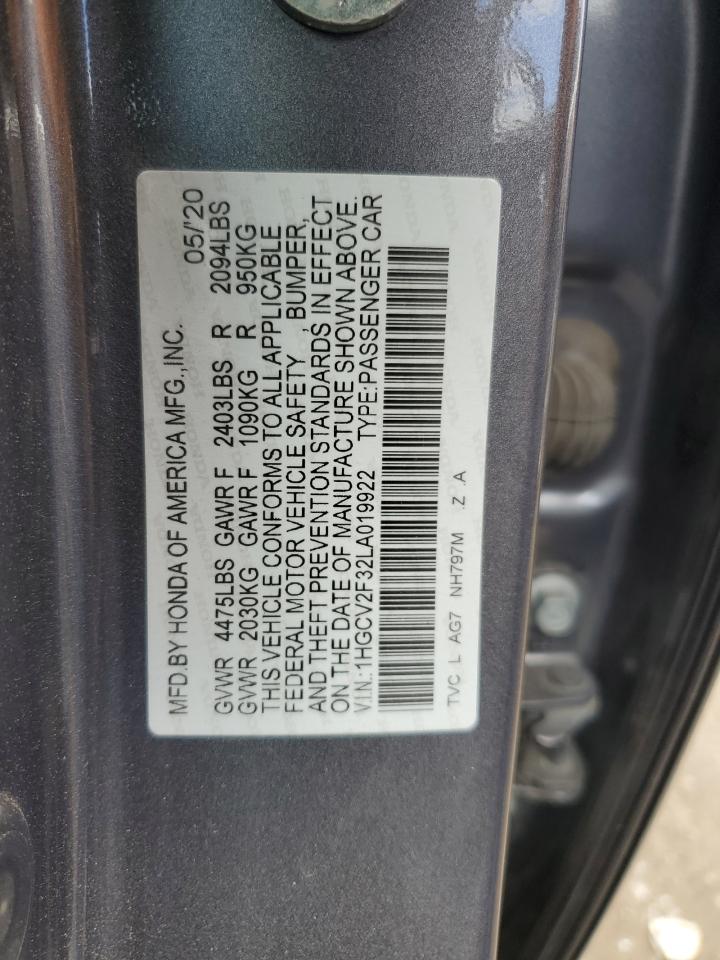 MFD.BY HONDA OF AMERICA MFG.,INC. 05/'20
GVWR 4475LBS GAWR F 2403LBS R 2094LBS
GVWR 2030KG GAWR F 1090KG R 950KG
THIS VEHICLE CONFORMS TO ALL APPLICABLE
FEDERAL MOTOR VEHICLE SAFETY , BUMPER,
AND THEFT PREVENTION STANDARDS IN EFFECT
ON THE DATE OF MANUFACTURE SHOWN ABOVE.
V.I.N.:1HGCV2F32LA019922 TYPE:PASSENGER CAR
TVC L AG7 NH797M .Z .A